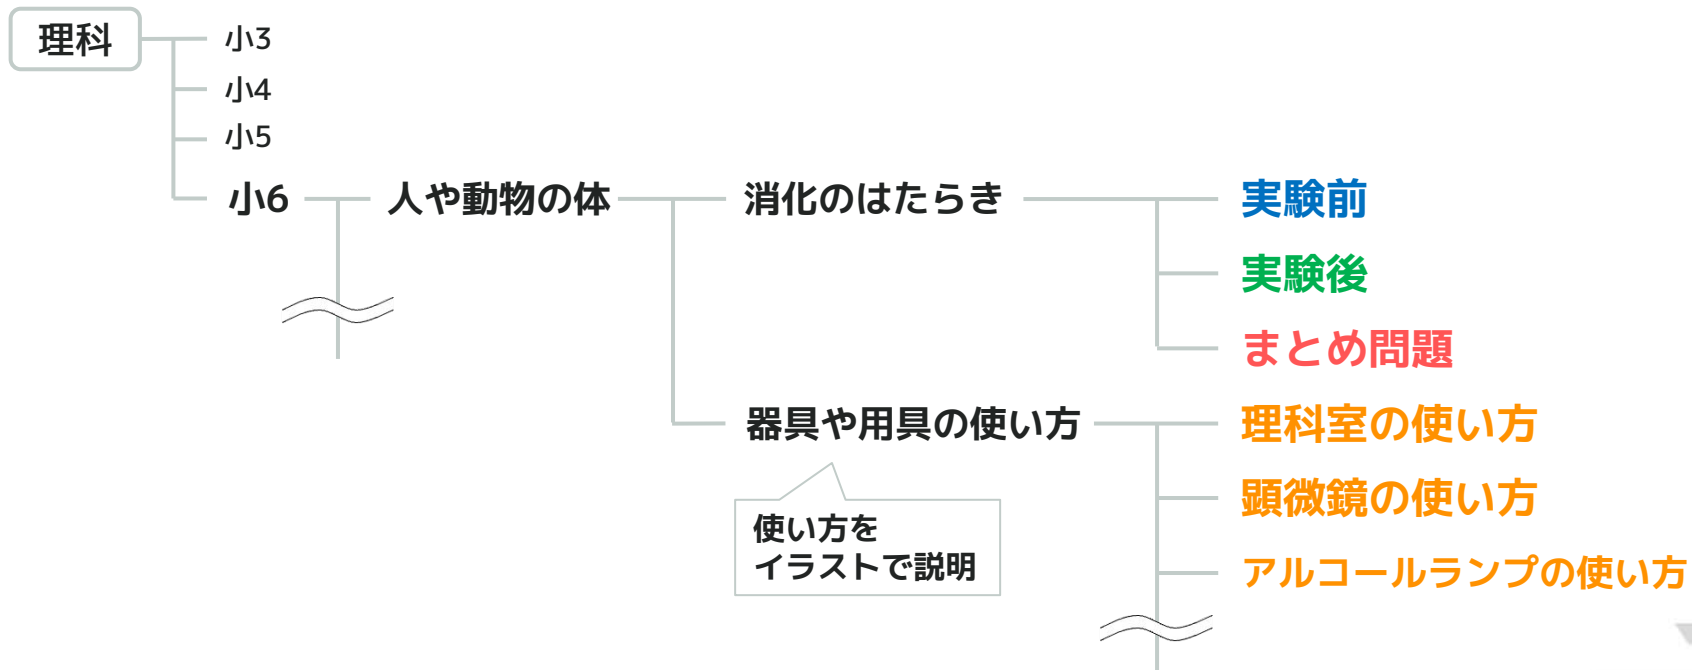 理科
小3
小4
小5
小6
人や動物の体
消化のはたらき
実験前
実験後
まとめ問題
器具や用具の使い方
理科室の使い方
顕微鏡の使い方
アルコールランプの使い方
使い方を
イラストで説明